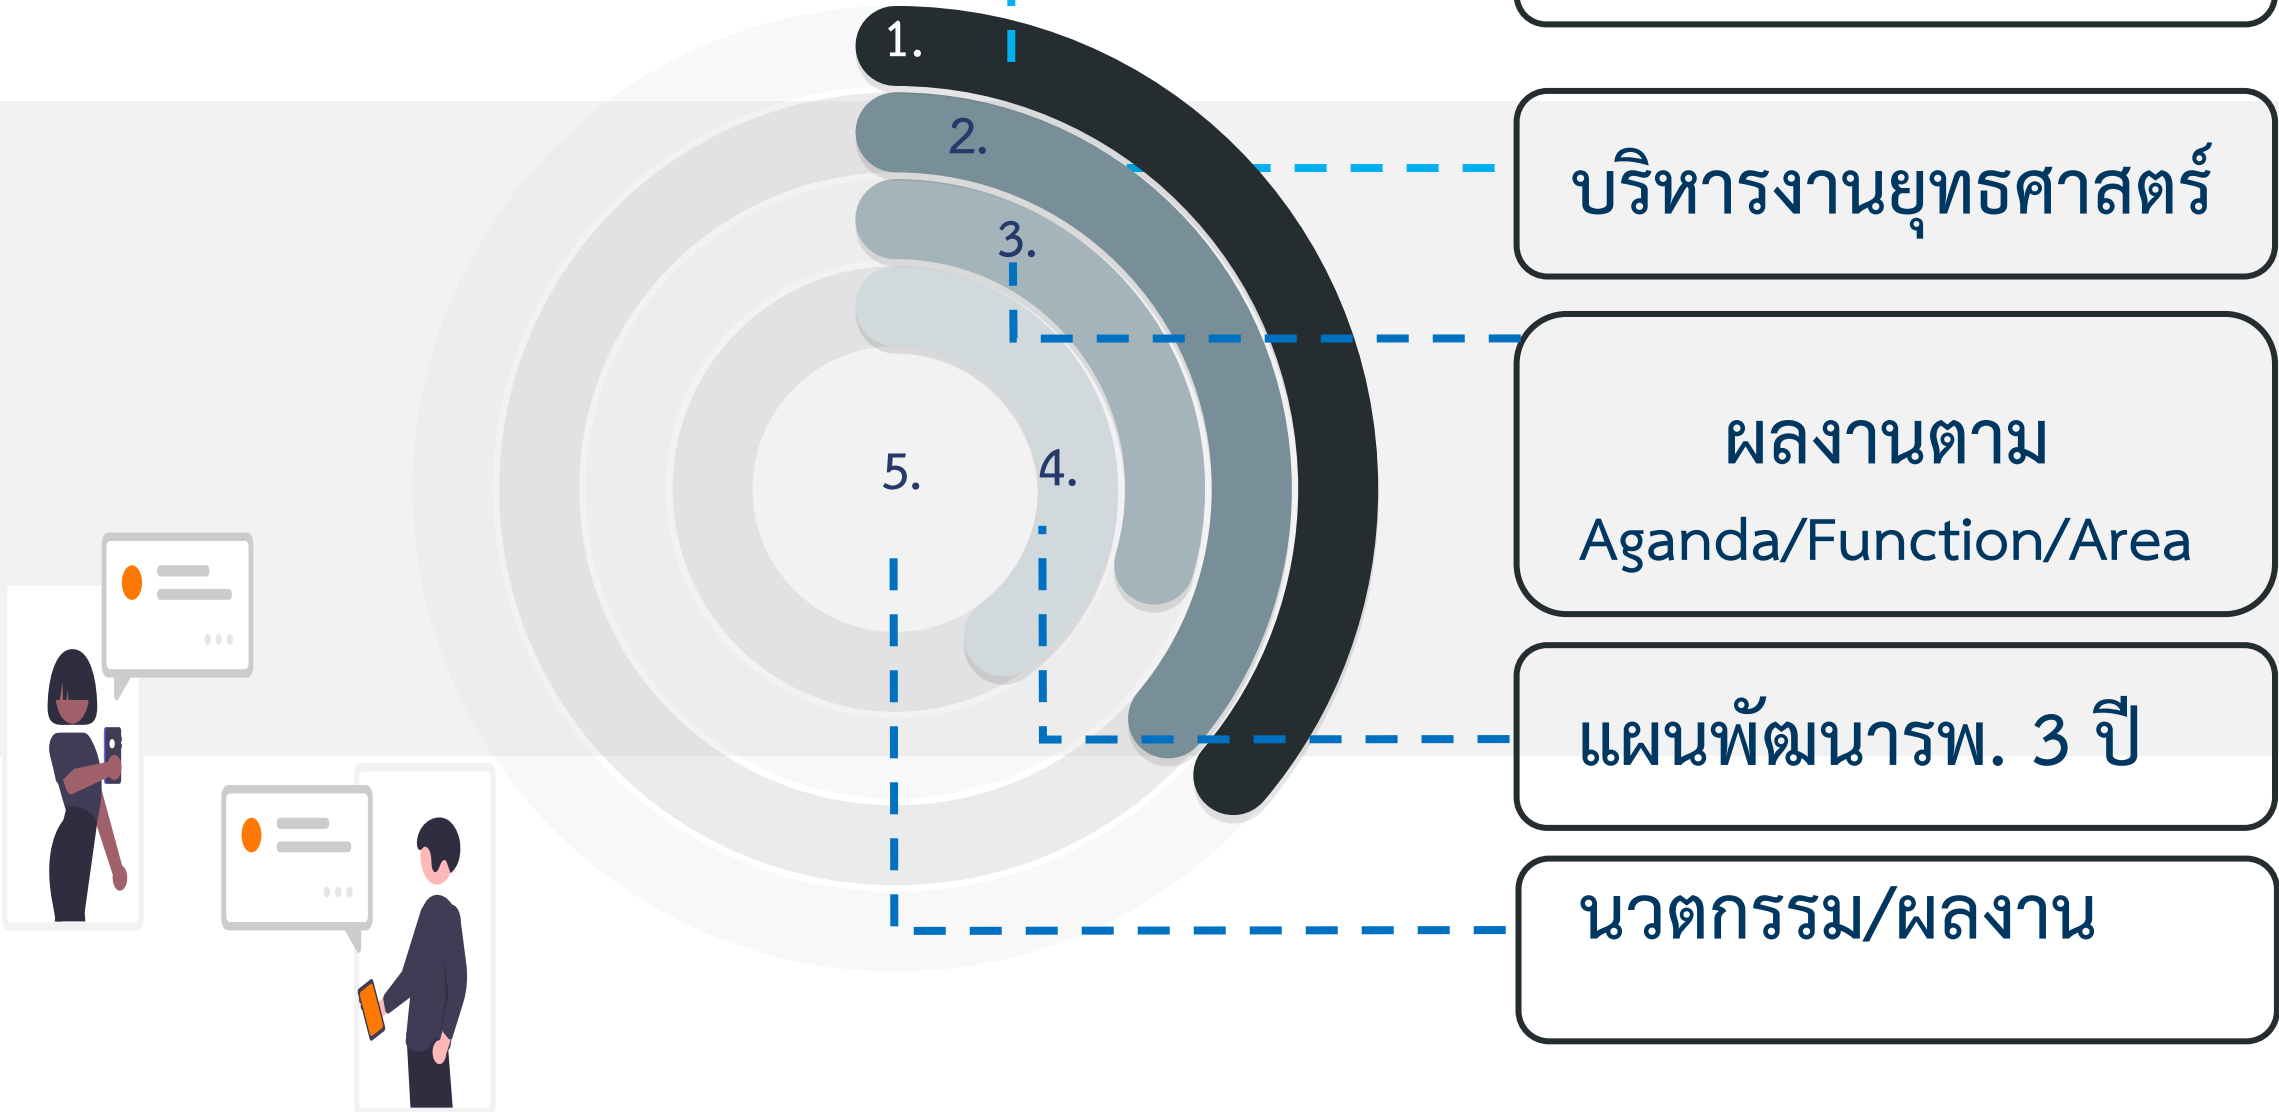 1.
2.
บริหารงานยุทธศาสตร์
3.
ผลงานตาม
Aganda/Function/Area
4.
5.
แผนพัฒนารพ. 3 ปี
นวตกรรม/ผลงาน